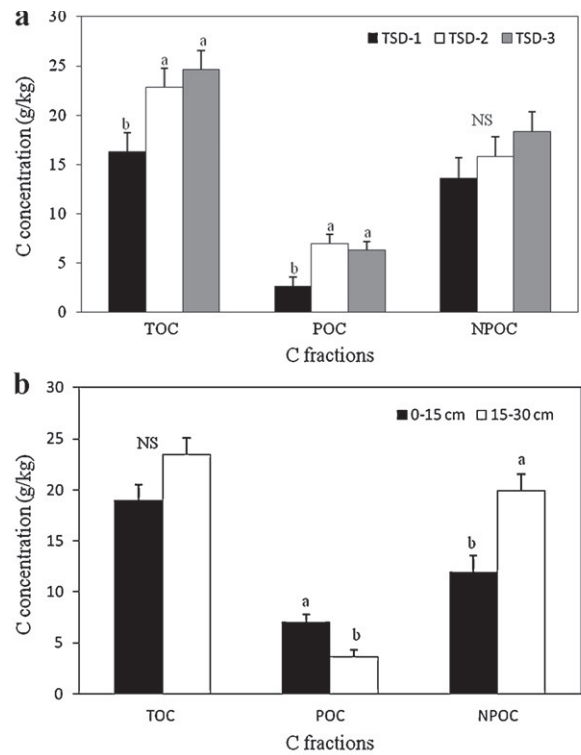 a
30
25
20
15
10
5
0
C concentration (g/kg)
TSD-1 TSD-2 TSD-3
b a a
b a a
NS
TOC POC NPOC
C fractions
b
30
25
20
15
10
5
0
C concentration (g/kg)
0-15 cm 15-30 cm
NS
a b
b a
TOC POC NPOC
C fractions